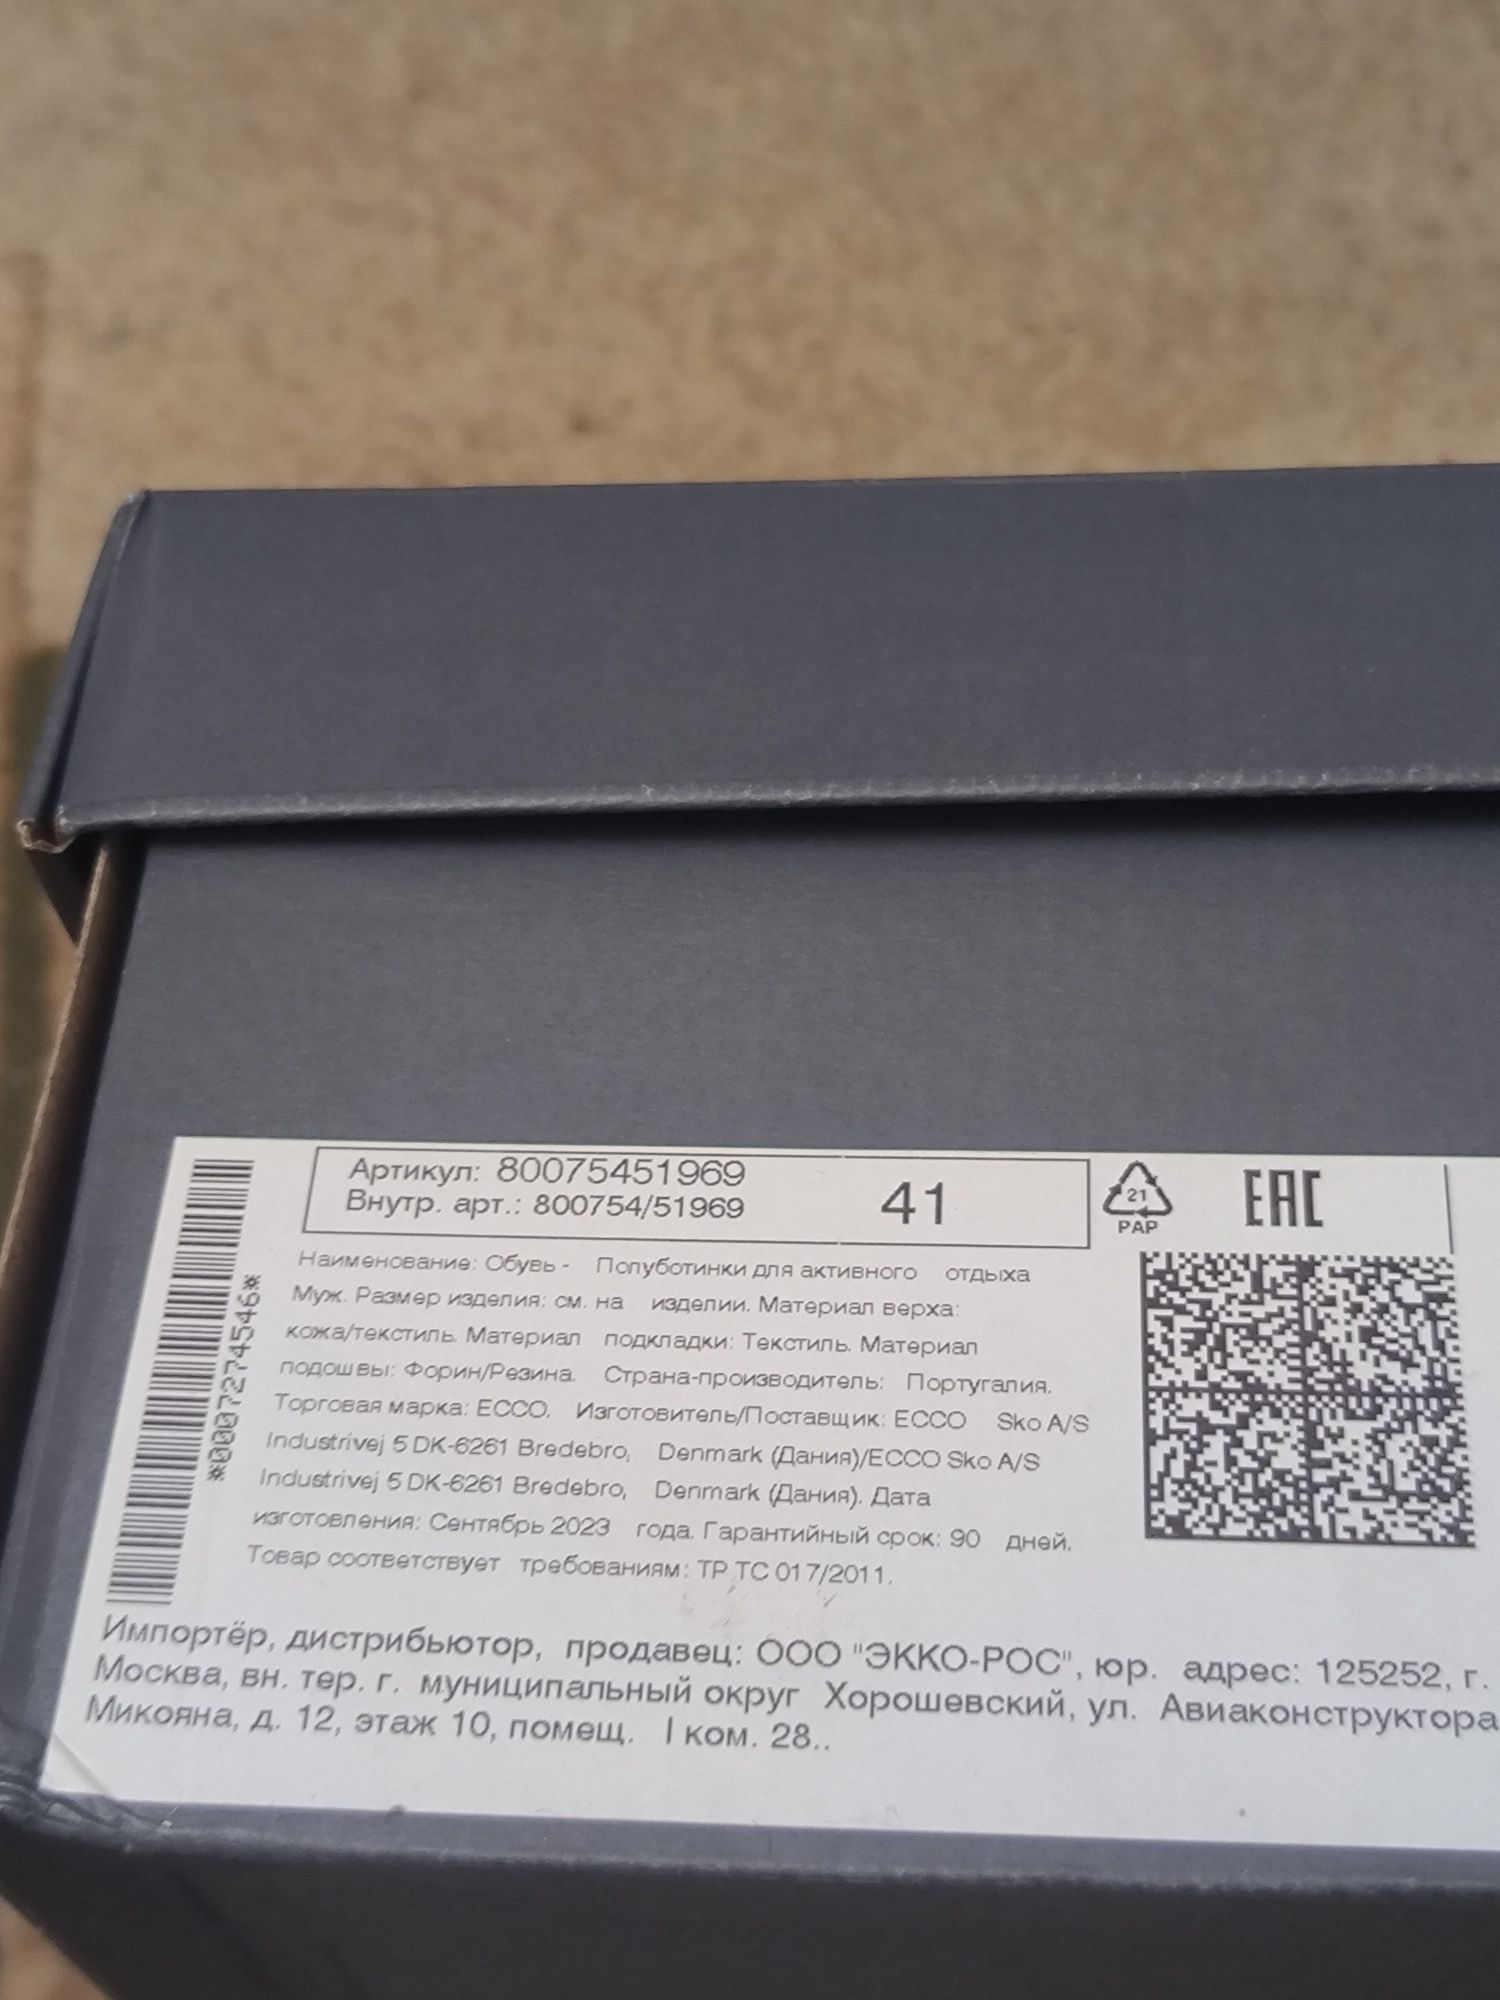 Артикул: 80075451969
Внутр. арт.: 800754/51969
41
21
PAP
EAC
*000727274546*
Наименование: Обувь - Полуботинки для активного отдыха
Муж. Размер изделия: см. на изделии. Материал верха:
кожа/текстиль. Материал подкладки: Текстиль. Материал
подошвы: Форин/Резина. Страна-производитель: Португалия.
Торговая марка: ECCO. Изготовитель/Поставщик: ECCO Sko A/S
Industrivej 5 DK-6261 Bredebro, Denmark (Дания)/ECCO Sko A/S
Industrivej 5 DK-6261 Bredebro, Denmark (Дания). Дата
изготовления: Сентябрь 2023 года. Гарантийный срок: 90 дней.
Товар соответствует требованиям: ТР ТС 017/2011.
Импортёр, дистрибьютор, продавец: ООО "ЭККО-РОС", юр. адрес: 125252, г.
Москва, вн. тер. г. муниципальный округ Хорошевский, ул. Авиаконструктора
Микояна, д. 12, этаж 10, помещ. I ком. 28..